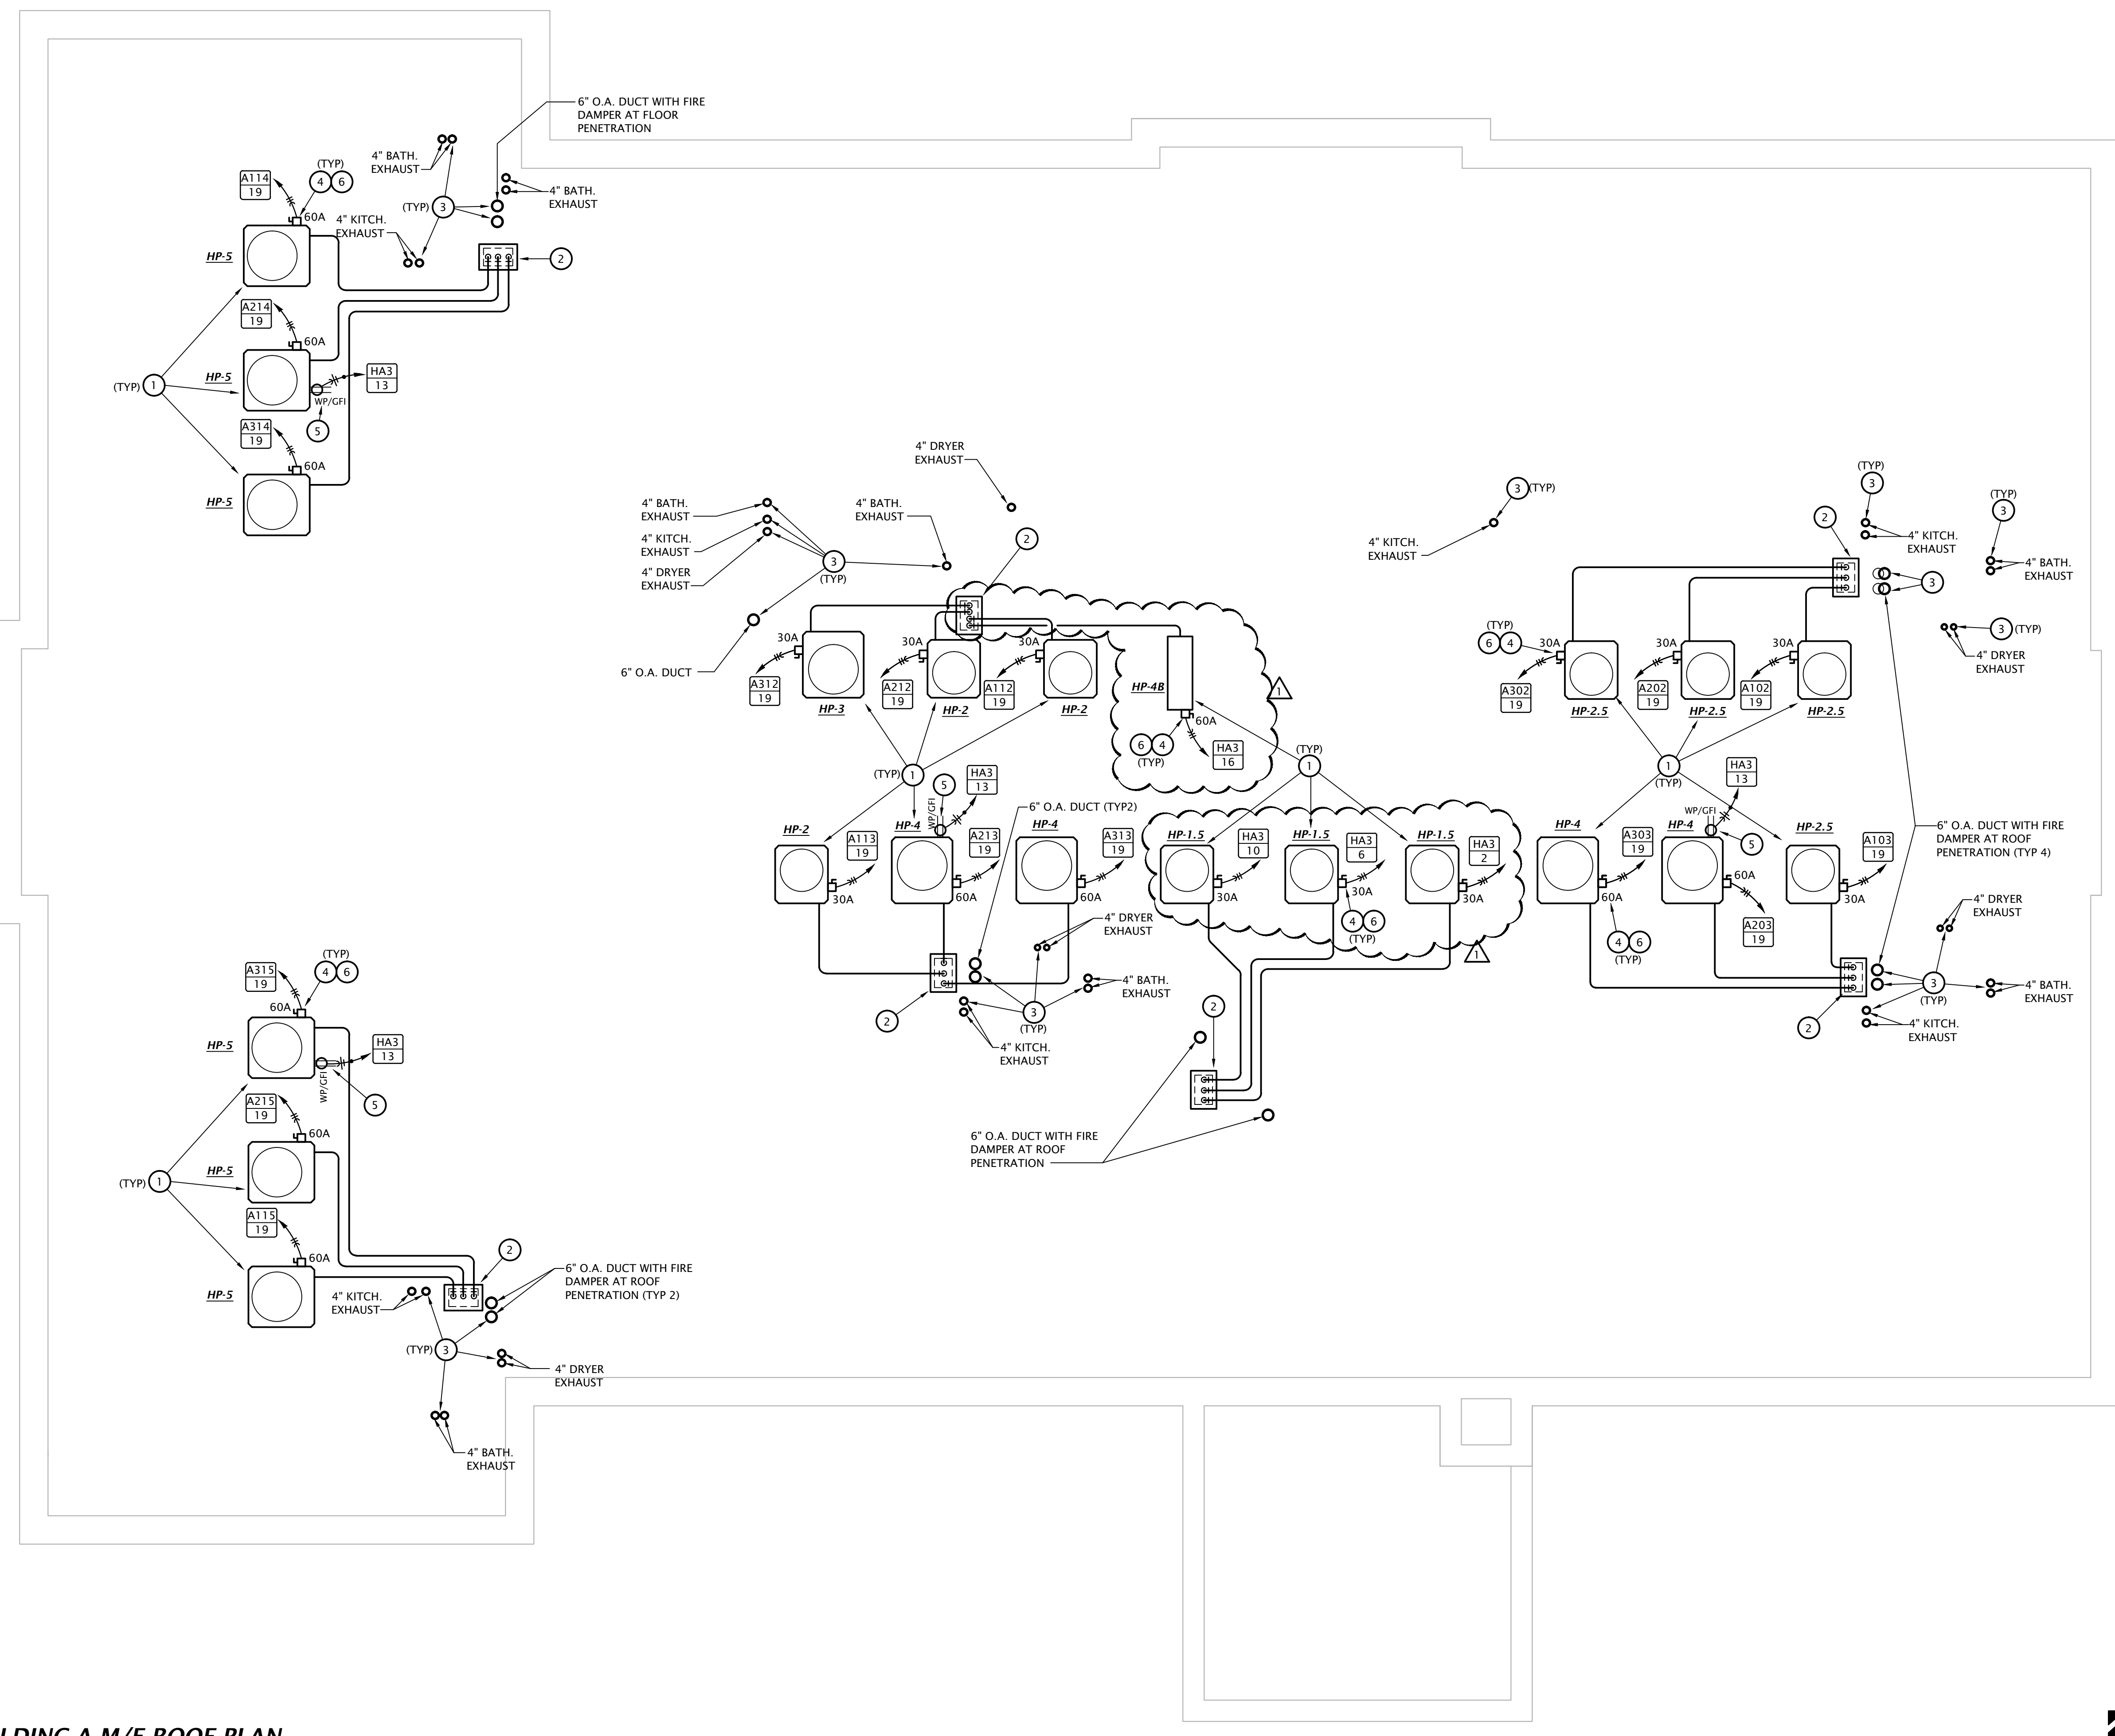 6" O.A. DUCT WITH FIRE
DAMPER AT FLOOR
PENETRATION
4" BATH.
EXHAUST
(TYP)
4
6
A114
19
60A
4" KITCH.
EXHAUST
(TYP)
3
4" BATH.
EXHAUST
HP-5
2
A214
19
60A
HP-5
HA3
13
WP/GFI
(TYP)
1
5
A314
19
60A
HP-5
4" DRYER
EXHAUST
4" BATH.
EXHAUST
4" KITCH.
EXHAUST
4" DRYER
EXHAUST
4" BATH.
EXHAUST
2
3
(TYP)
6" O.A. DUCT
30A
A312
19
HP-3
A212
19
HP-2
30A
30A
A112
19
HP-2
HP-4B
1
60A
6
4
(TYP)
HA3
16
3
(TYP)
4" KITCH.
EXHAUST
(TYP)
3
2
4" KITCH.
EXHAUST
(TYP)
3
4" BATH.
EXHAUST
3
3
(TYP)
4" DRYER
EXHAUST
(TYP)
6
4
30A
A302
19
HP-2.5
30A
A202
19
HP-2.5
30A
A102
19
HP-2.5
(TYP)
1
5
HA3
13
WP/GFI
6" O.A. DUCT (TYP2)
(TYP)
1
1
(TYP)
HA3
13
WP/GFI
5
6" O.A. DUCT WITH FIRE
DAMPER AT ROOF
PENETRATION (TYP 4)
HP-2
A113
19
30A
HP-4
A213
19
60A
HP-4
A313
19
60A
HP-1.5
HA3
10
30A
HP-1.5
HA3
6
30A
4
6
(TYP)
HP-1.5
HA3
2
30A
1
HP-4
A303
19
60A
4
6
(TYP)
HP-4
60A
A203
19
HP-2.5
A103
19
30A
4" DRYER
EXHAUST
4" BATH.
EXHAUST
2
3
(TYP)
4" KITCH.
EXHAUST
2
4" DRYER
EXHAUST
3
(TYP)
4" BATH.
EXHAUST
4" KITCH.
EXHAUST
2
6" O.A. DUCT WITH FIRE
DAMPER AT ROOF
PENETRATION
(TYP)
4
6
A315
19
60A
HP-5
HA3
13
WP/GFI
5
A215
19
60A
HP-5
(TYP)
1
A115
19
60A
HP-5
2
6" O.A. DUCT WITH FIRE
DAMPER AT ROOF
PENETRATION (TYP 2)
4" KITCH.
EXHAUST
(TYP)
3
4" DRYER
EXHAUST
4" BATH.
EXHAUST
LDING A M/E ROOF PLAN